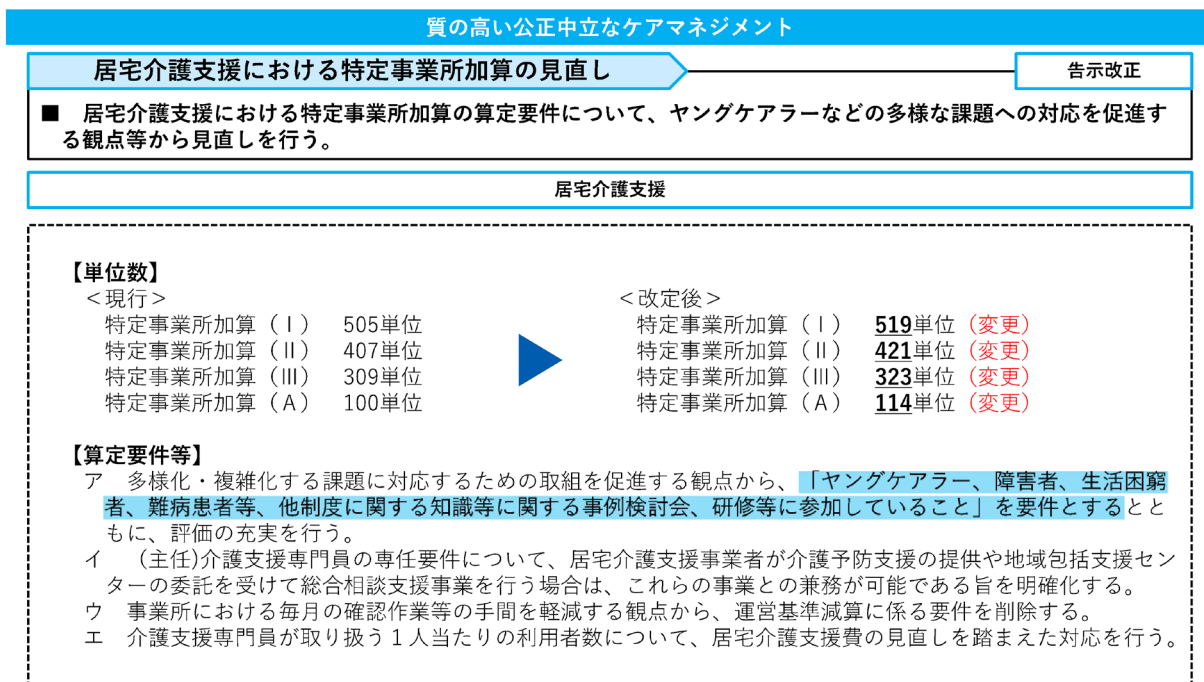 質の高い公正中立なケアマネジメント
居宅介護支援における特定事業所加算の見直し
告示改正
■ 居宅介護支援における特定事業所加算の算定要件について、ヤングケアラーなどの多様な課題への対応を促進す
る観点等から見直しを行う。
居宅介護支援
【単位数】
＜現行＞
特定事業所加算（Ⅰ） 505単位
特定事業所加算（Ⅱ） 407単位
特定事業所加算（Ⅲ） 309単位
特定事業所加算（Ａ） 100単位
＜改定後＞
特定事業所加算（Ⅰ） 519単位（変更）
特定事業所加算（Ⅱ） 421単位（変更）
特定事業所加算（Ⅲ） 323単位（変更）
特定事業所加算（Ａ） 114単位（変更）
【算定要件等】
ア 多様化・複雑化する課題に対応するための取組を促進する観点から、「ヤングケアラー、障害者、生活困窮
者、難病患者等、他制度に関する知識等に関する事例検討会、研修等に参加していること」を要件とするとと
もに、評価の充実を行う。
イ (主任)介護支援専門員の専任要件について、居宅介護支援事業者が介護予防支援の提供や地域包括支援セン
ターの委託を受けて総合相談支援事業を行う場合は、これらの事業との兼務が可能である旨を明確化する。
ウ 事業所における毎月の確認作業等の手間を軽減する観点から、運営基準減算に係る要件を削除する。
エ 介護支援専門員が取り扱う１人当たりの利用者数について、居宅介護支援費の見直しを踏まえた対応を行う。